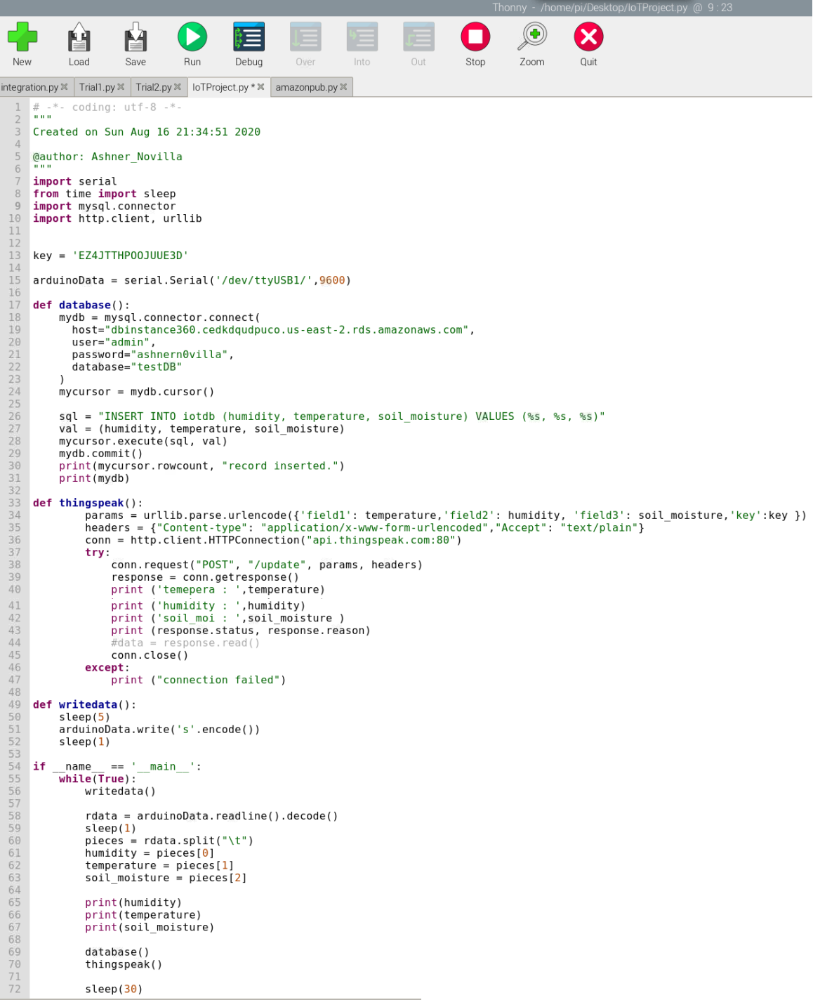 Thonny - /home/pi/Desktop/IoTProject.py @ 9 : 23
New Load Save Run Debug Over Into Out Stop Zoom Quit
integration.py Trial1.py Trial2.py IoTProject.py * amazonpub.py
1 # -*- coding: utf-8 -*-
2 """
3 Created on Sun Aug 16 21:34:51 2020
4
5 @author: Ashner_Novilla
6 """
7 import serial
8 from time import sleep
9 import mysql.connector
10 import http.client, urllib
11
12
13 key = 'EZ4JTTHPOOJUUE3D'
14
15 arduinoData = serial.Serial('/dev/ttyUSB1/',9600)
16
17 def database():
18     mydb = mysql.connector.connect(
19       host="dbinstance360.cedkdqudpuco.us-east-2.rds.amazonaws.com",
20       user="admin",
21       password="ashnern0villa",
22       database="testDB"
23     )
24     mycursor = mydb.cursor()
25
26     sql = "INSERT INTO iotdb (humidity, temperature, soil_moisture) VALUES (%s, %s, %s)"
27     val = (humidity, temperature, soil_moisture)
28     mycursor.execute(sql, val)
29     mydb.commit()
30     print(mycursor.rowcount, "record inserted.")
31     print(mydb)
32
33 def thingspeak():
34         params = urllib.parse.urlencode({'field1': temperature,'field2': humidity, 'field3': soil_moisture,'key':key })
35         headers = {"Content-type": "application/x-www-form-urlencoded","Accept": "text/plain"}
36         conn = http.client.HTTPConnection("api.thingspeak.com:80")
37         try:
38             conn.request("POST", "/update", params, headers)
39             response = conn.getresponse()
40             print ('temepera : ',temperature)
41             print ('humidity : ',humidity)
42             print ('soil_moi : ',soil_moisture )
43             print (response.status, response.reason)
44             #data = response.read()
45             conn.close()
46         except:
47             print ("connection failed")
48
49 def writedata():
50     sleep(5)
51     arduinoData.write('s'.encode())
52     sleep(1)
53
54 if __name__ == '__main__':
55     while(True):
56         writedata()
57
58         rdata = arduinoData.readline().decode()
59         sleep(1)
60         pieces = rdata.split("\t")
61         humidity = pieces[0]
62         temperature = pieces[1]
63         soil_moisture = pieces[2]
64
65         print(humidity)
66         print(temperature)
67         print(soil_moisture)
68
69         database()
70         thingspeak()
71
72         sleep(30)